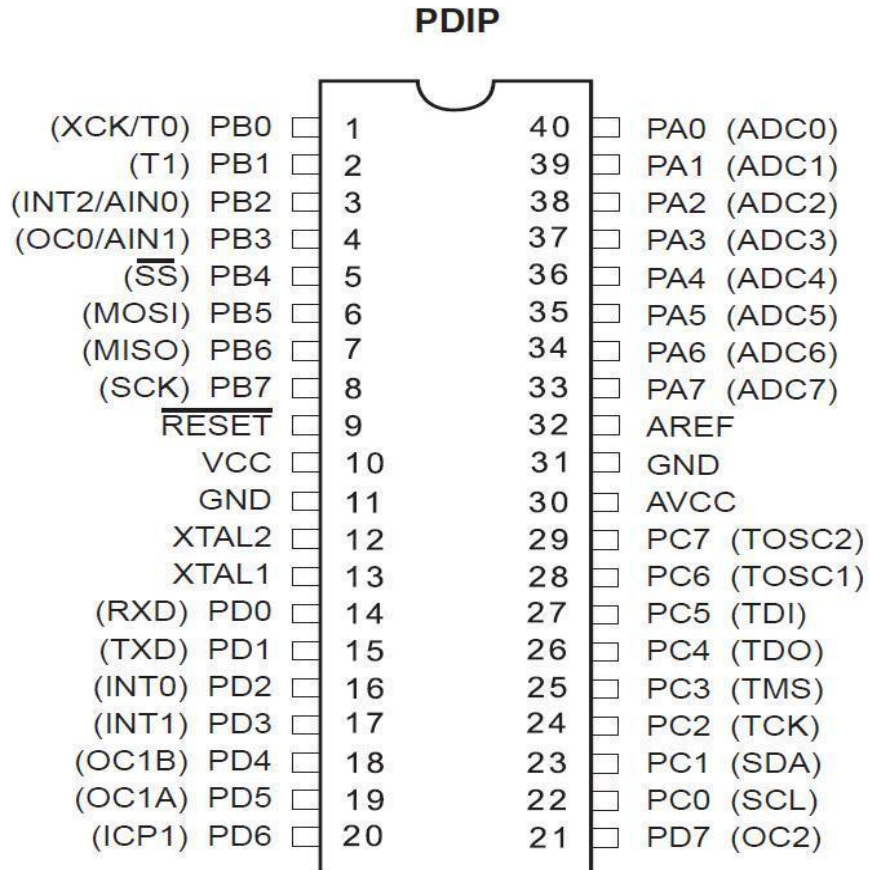 PDIP
(XCK/T0) PB0 1 40 PA0 (ADC0)
(T1) PB1 2 39 PA1 (ADC1)
(INT2/AIN0) PB2 3 38 PA2 (ADC2)
(OC0/AIN1) PB3 4 37 PA3 (ADC3)
(SS) PB4 5 36 PA4 (ADC4)
(MOSI) PB5 6 35 PA5 (ADC5)
(MISO) PB6 7 34 PA6 (ADC6)
(SCK) PB7 8 33 PA7 (ADC7)
RESET 9 32 AREF
VCC 10 31 GND
GND 11 30 AVCC
XTAL2 12 29 PC7 (TOSC2)
XTAL1 13 28 PC6 (TOSC1)
(RXD) PD0 14 27 PC5 (TDI)
(TXD) PD1 15 26 PC4 (TDO)
(INT0) PD2 16 25 PC3 (TMS)
(INT1) PD3 17 24 PC2 (TCK)
(OC1B) PD4 18 23 PC1 (SDA)
(OC1A) PD5 19 22 PC0 (SCL)
(ICP1) PD6 20 21 PD7 (OC2)